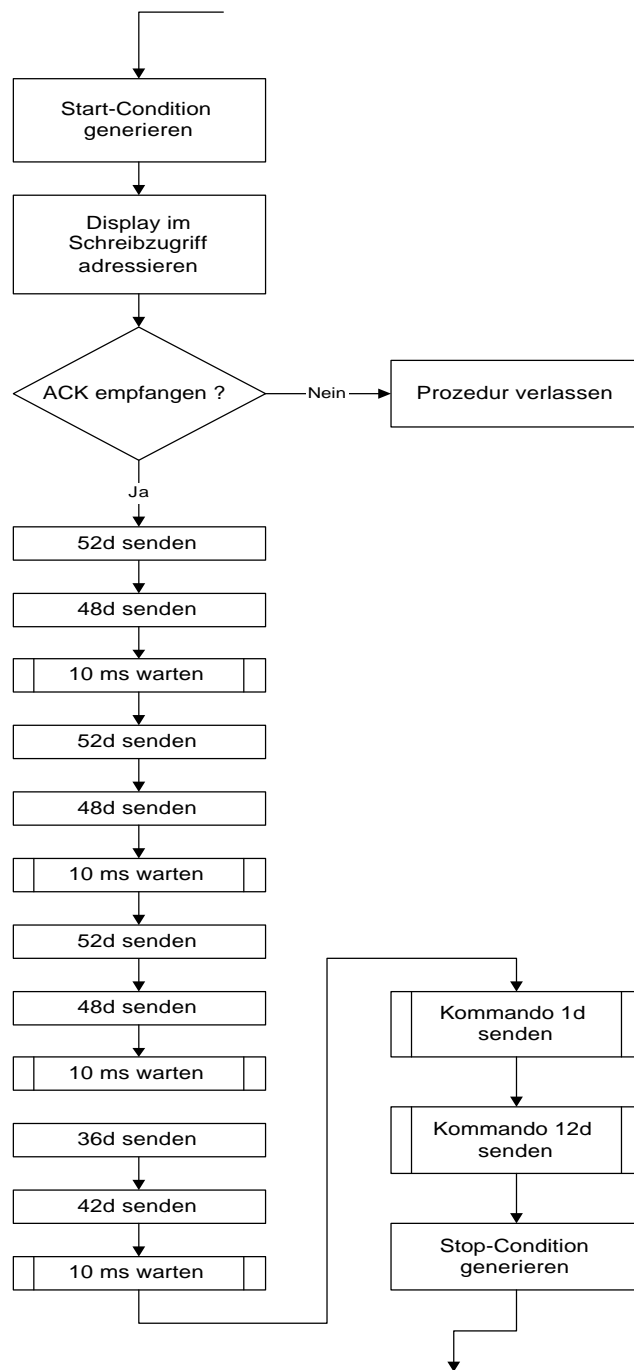 Start-Condition
generieren
Display im
Schreibzugriff
adressieren
ACK empfangen ?
Nein
Prozedur verlassen
Ja
52d senden
48d senden
10 ms warten
52d senden
48d senden
10 ms warten
52d senden
48d senden
10 ms warten
36d senden
42d senden
10 ms warten
Kommando 1d
senden
Kommando 12d
senden
Stop-Condition
generieren